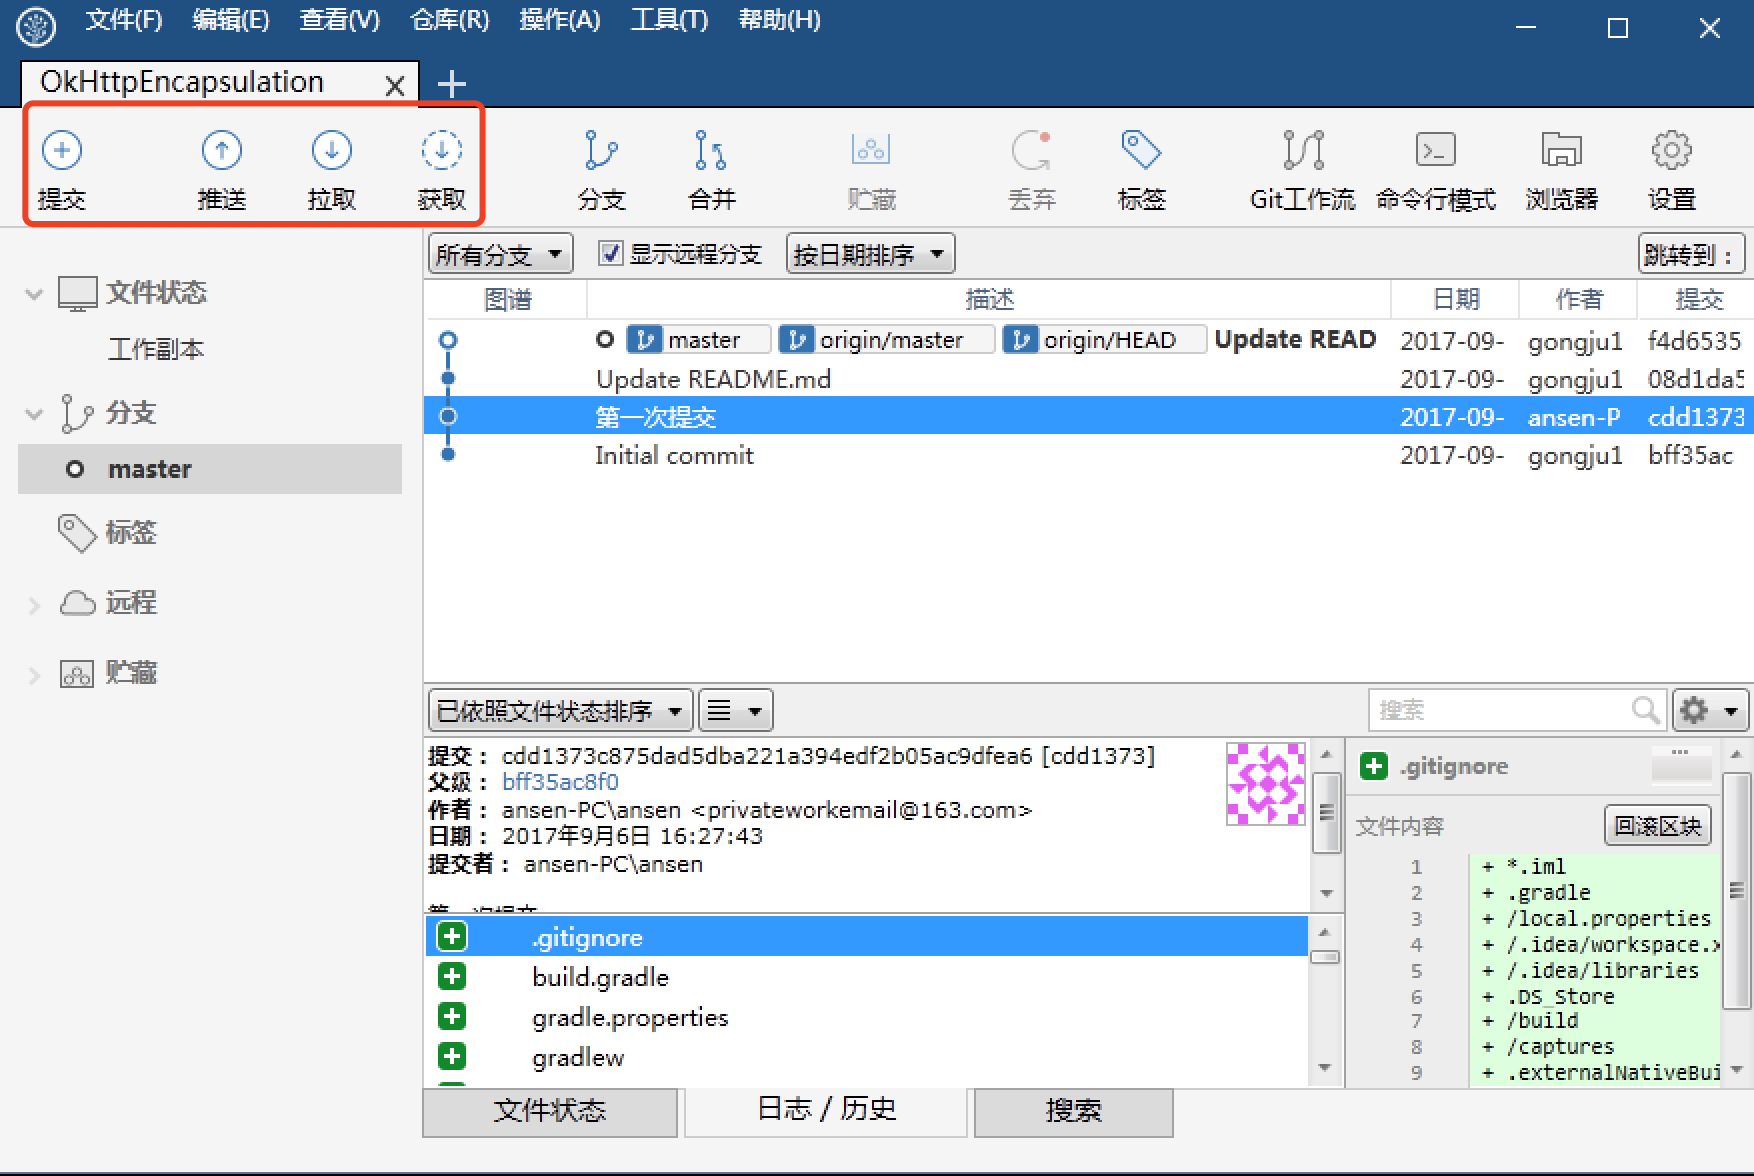 文件(F) 编辑(E) 查看(V) 仓库(R) 操作(A) 工具(T) 帮助(H)
OkHttpEncapsulation
提交 推送 拉取 获取 分支 合并 贮藏 丢弃 标签 Git工作流 命令行模式 浏览器 设置
所有分支 显示远程分支 按日期排序 跳转到：
文件状态
工作副本
分支
master
标签
远程
贮藏
图谱 描述 日期 作者 提交
master origin/master origin/HEAD Update READ 2017-09- gongju1 f4d6535
Update README.md 2017-09- gongju1 08d1da5
第一次提交 2017-09- ansen-P cdd1373
Initial commit 2017-09- gongju1 bff35ac
已依照文件状态排序 搜索
提交： cdd1373c875dad5dba221a394edf2b05ac9dfea6 [cdd1373]
父级： bff35ac8f0
作者： ansen-PC\ansen <privateworkemail@163.com>
日期： 2017年9月6日 16:27:43
提交者： ansen-PC\ansen
.gitignore
build.gradle
gradle.properties
gradlew
.gitignore
文件内容 回滚区块
1 + *.iml
2 + .gradle
3 + /local.properties
4 + /.idea/workspace.x
5 + /.idea/libraries
6 + .DS_Store
7 + /build
8 + /captures
9 + .externalNativeBui
文件状态 日志 / 历史 搜索